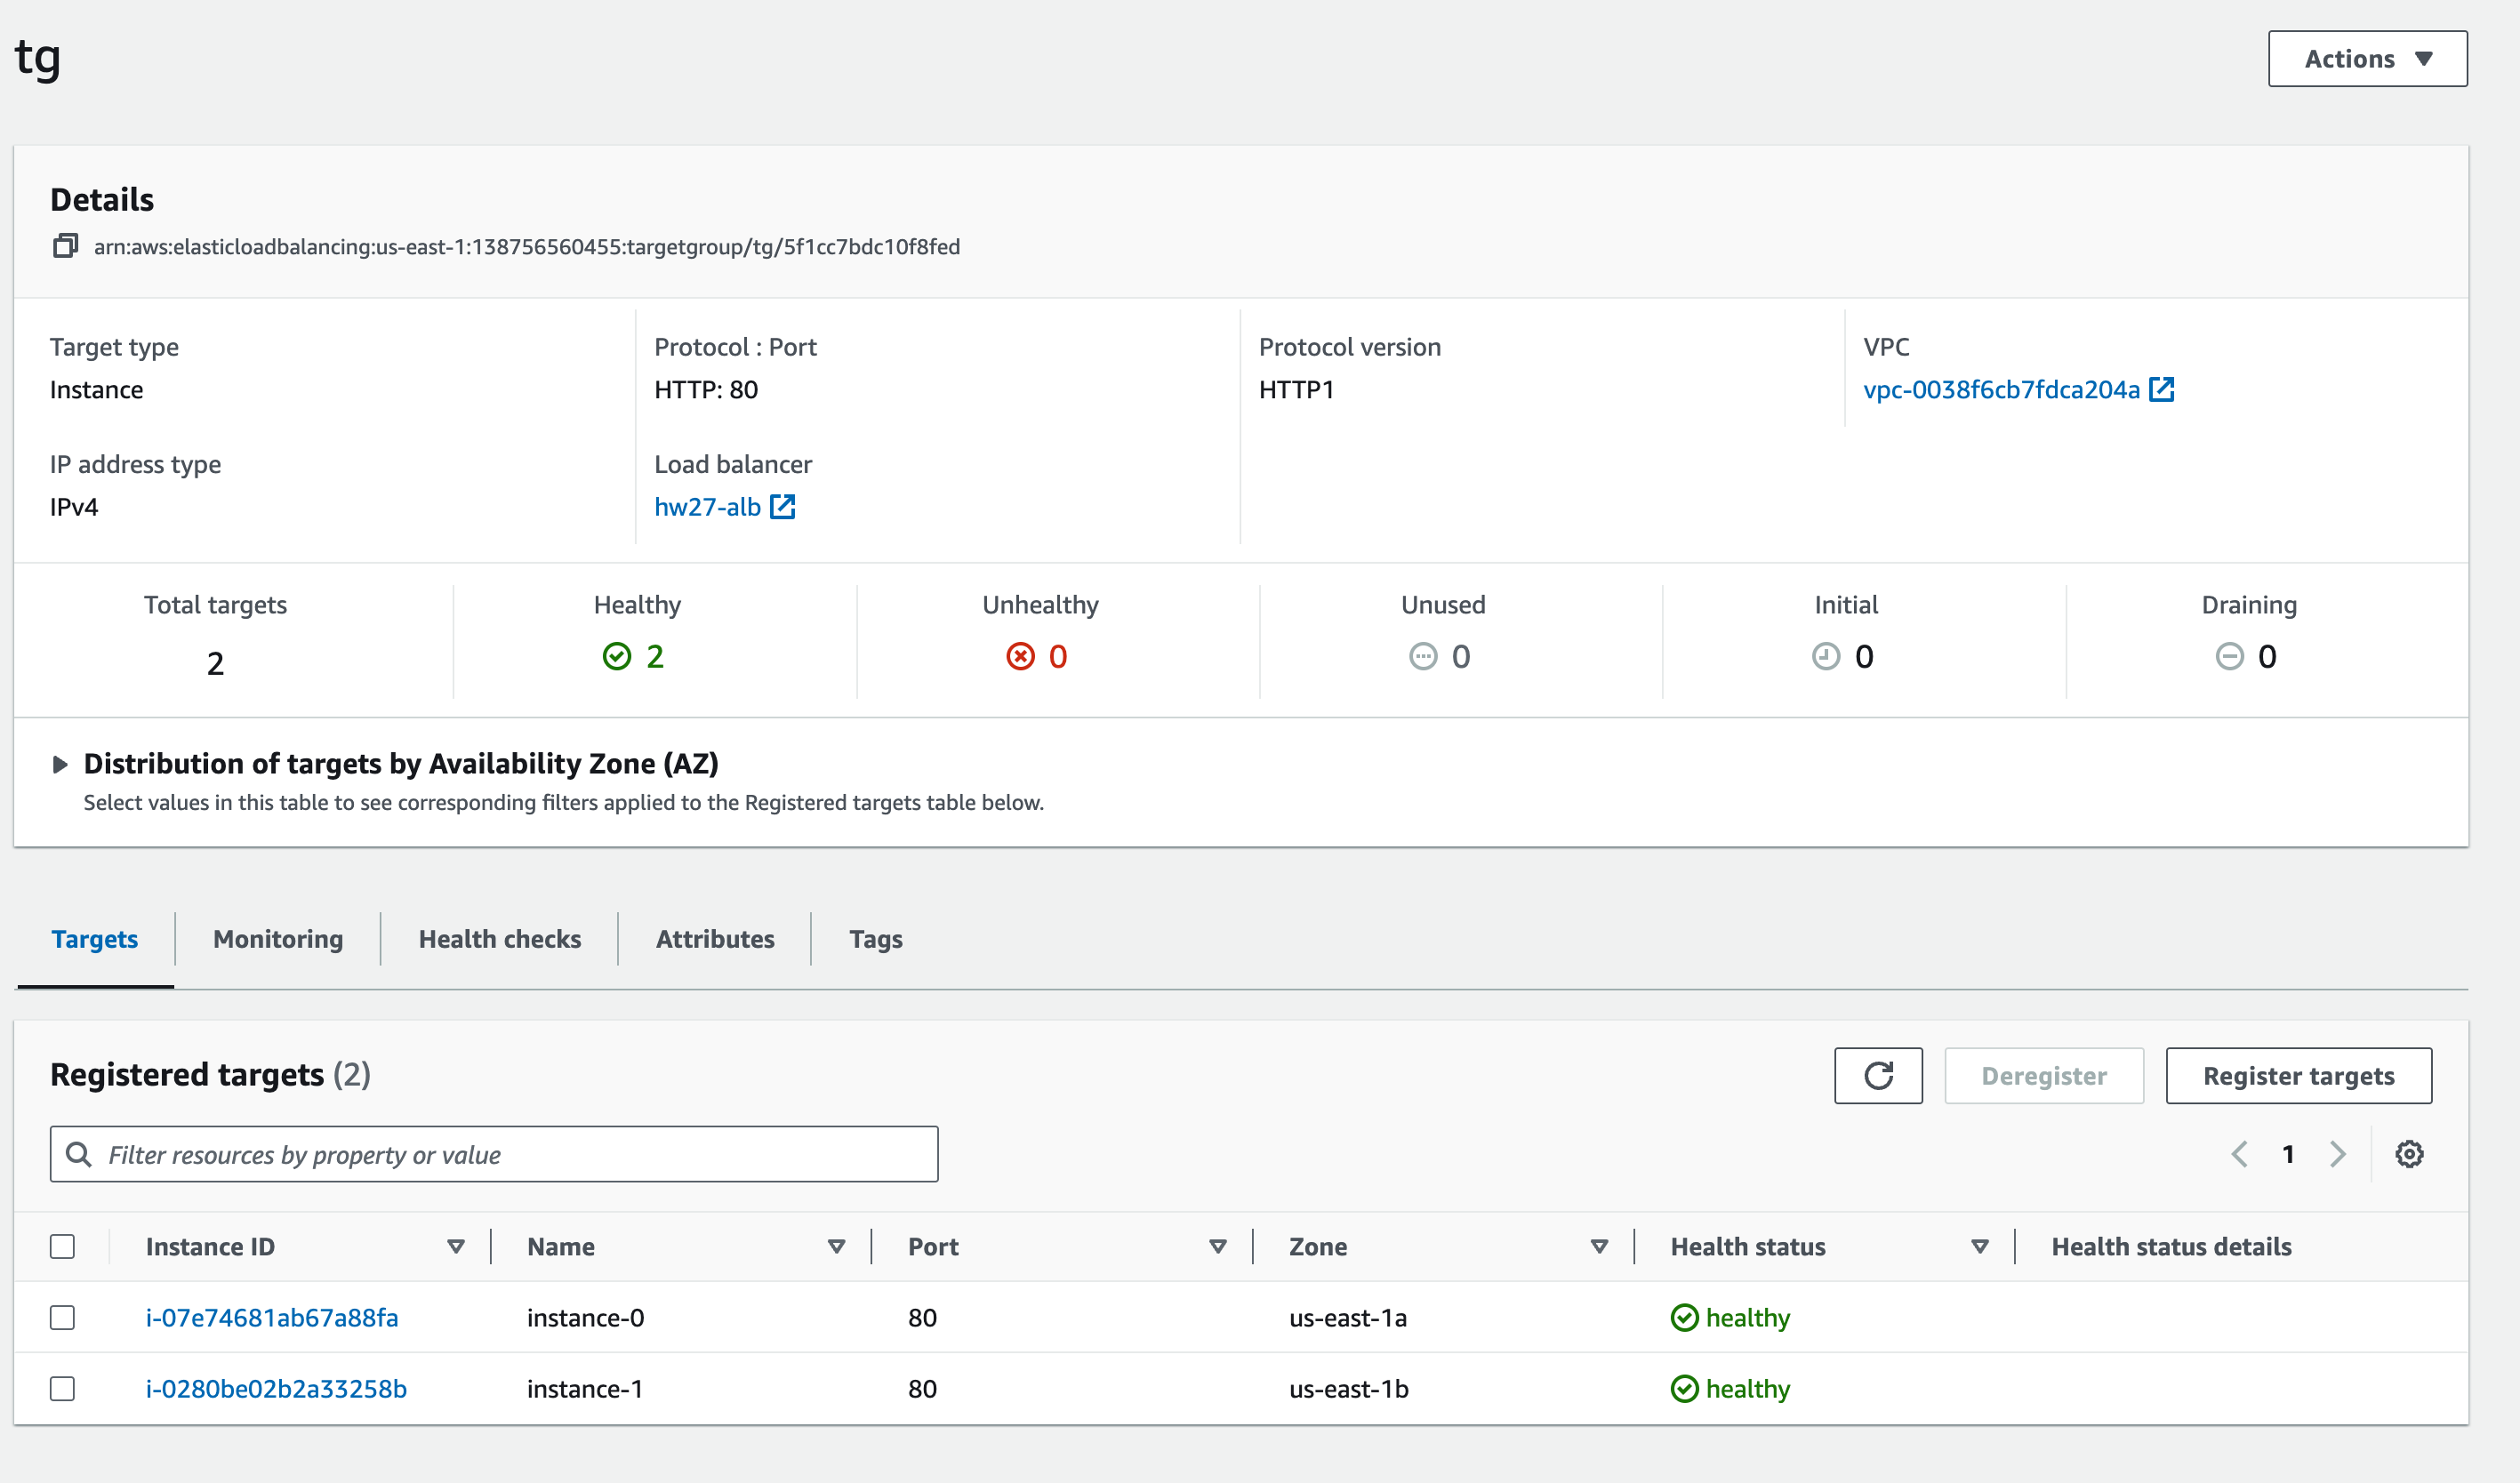 tg
Actions
Details
arn:aws:elasticloadbalancing:us-east-1:138756560455:targetgroup/tg/5f1cc7bdc10f8fed
Target type
Instance
Protocol : Port
HTTP: 80
Protocol version
HTTP1
VPC
vpc-0038f6cb7fdca204a
IP address type
IPv4
Load balancer
hw27-alb
Total targets
2
Healthy
2
Unhealthy
0
Unused
0
Initial
0
Draining
0
Distribution of targets by Availability Zone (AZ)
Select values in this table to see corresponding filters applied to the Registered targets table below.
Targets Monitoring Health checks Attributes Tags
Registered targets (2)
Deregister
Register targets
Filter resources by property or value
1
Instance ID Name Port Zone Health status Health status details
i-07e74681ab67a88fa instance-0 80 us-east-1a healthy
i-0280be02b2a33258b instance-1 80 us-east-1b healthy